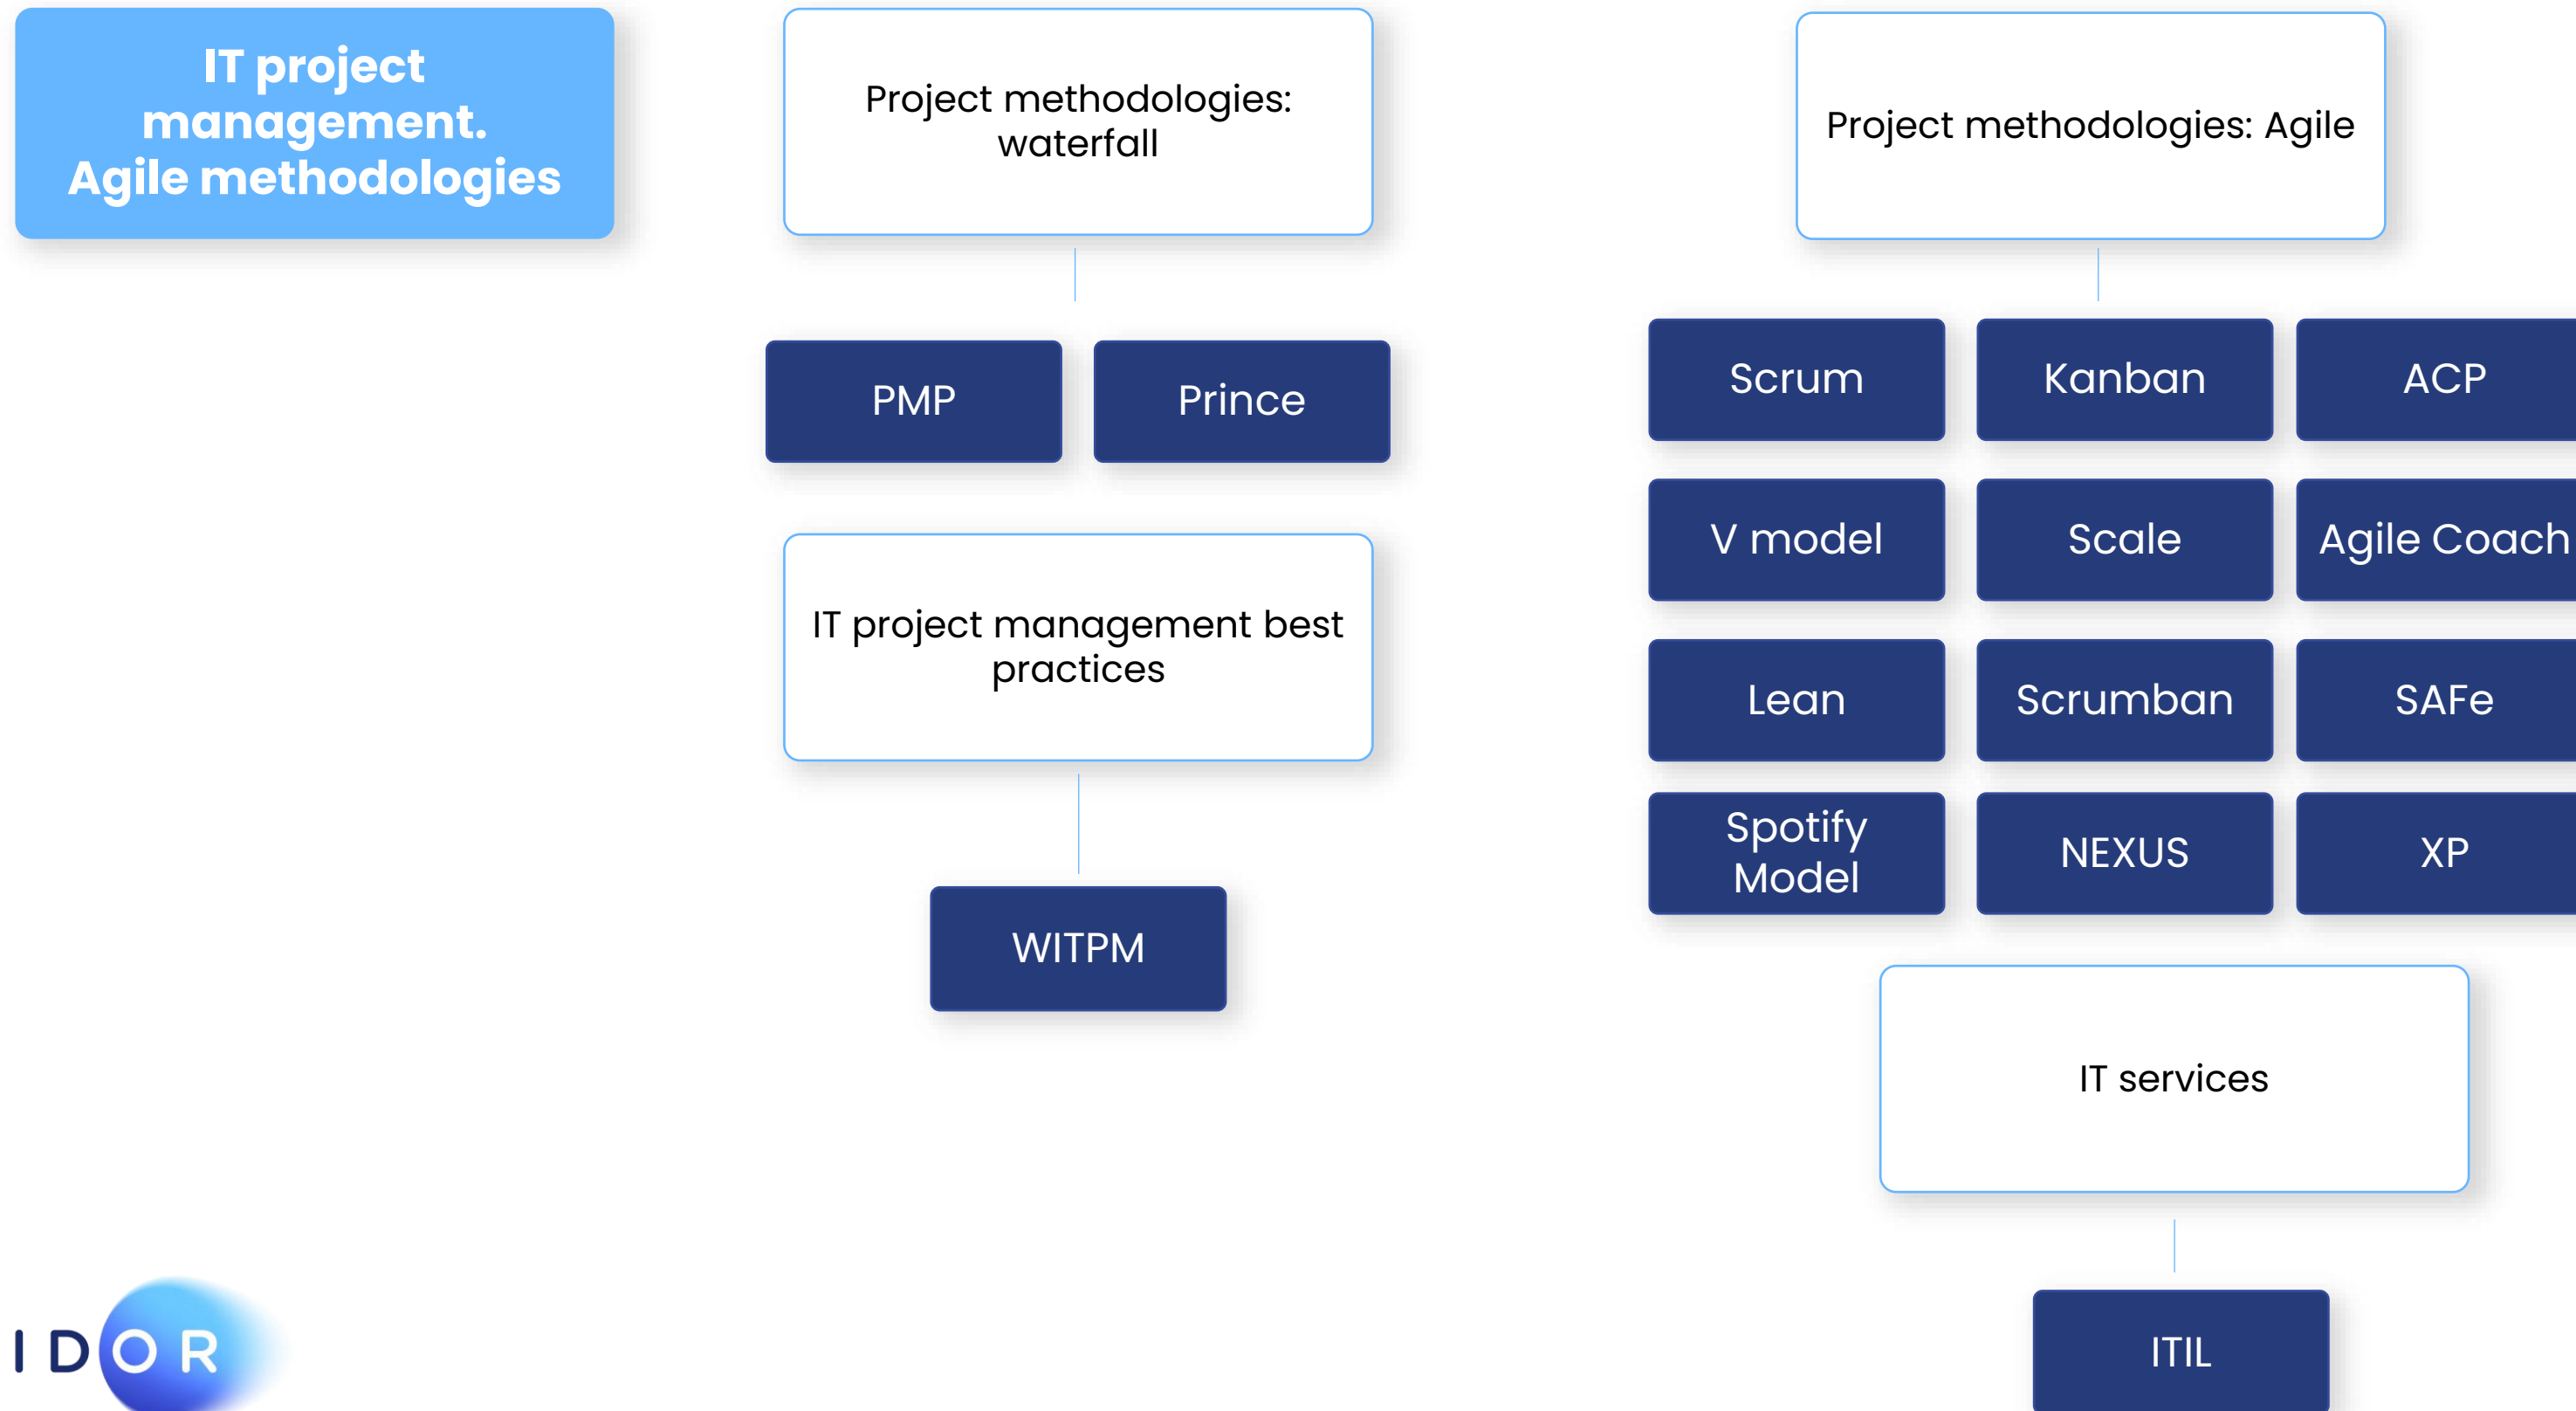 IT project
management.
Agile methodologies
Project methodologies:
waterfall
PMP
Prince
IT project management best
practices
WITPM
Project methodologies: Agile
Scrum
Kanban
ACP
V model
Scale
Agile Coach
Lean
Scrumban
SAFe
Spotify
Model
NEXUS
XP
IT services
ITIL
IDOR